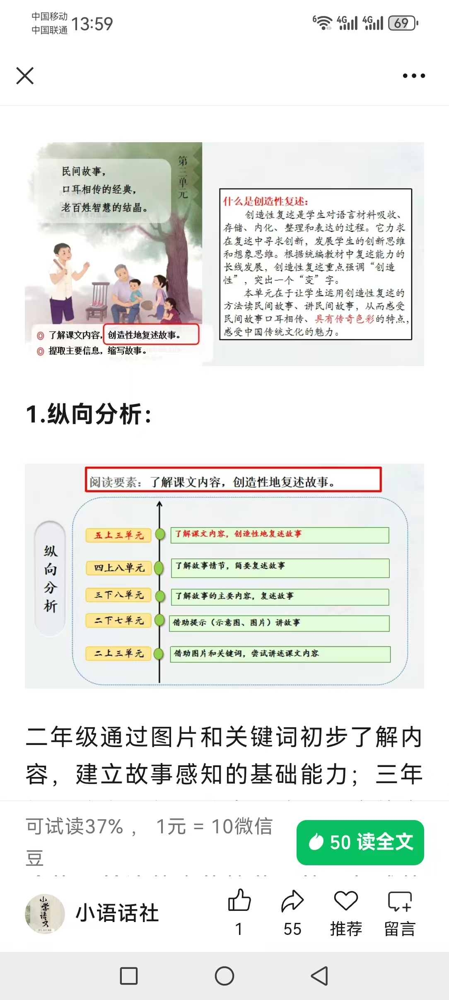 中国移动
中国联通
13:59
6
4G
4G
69
第三单元
民间故事，
口耳相传的经典，
老百姓智慧的结晶。
了解课文内容，创造性地复述故事。
提取主要信息，缩写故事。
什么是创造性复述：
创造性复述是学生对语言材料吸收、
存储、内化、整理和表达的过程。它力求
在复述中寻求创新，发展学生的创新思维
和想象思维。根据统编教材中复述能力的
长线发展，创造性复述重点强调“创造
性”，突出一个“变”字。
本单元在于让学生运用创造性复述的
方法读民间故事、讲民间故事，从而感受
民间故事口耳相传、具有传奇色彩的特点，
感受中国传统文化的魅力。
1.纵向分析：
阅读要素：了解课文内容，创造性地复述故事。
纵向分析
五上三单元 了解课文内容，创造性地复述故事
四上八单元 了解故事情节，简要复述故事
三下八单元 了解故事的主要内容，复述故事
二下七单元 借助提示（示意图、图片）讲故事
二上三单元 借助图片和关键词，尝试讲述课文内容
二年级通过图片和关键词初步了解内
容，建立故事感知的基础能力；三年
可试读37%， 1元 = 10微信
豆
50 读全文
小学语文
小语话社
1
55
推荐
留言